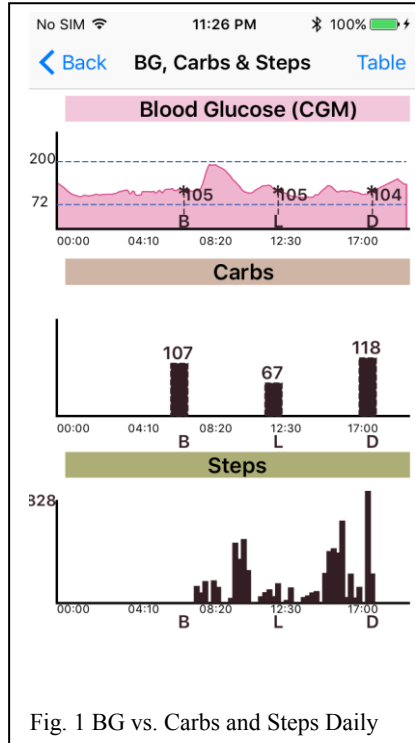 No SIM 11:26 PM 100%
Back BG, Carbs & Steps Table
Blood Glucose (CGM)
200
*105 *105 *104
72
B L D
00:00 04:10 08:20 12:30 17:00
Carbs
107 67 118
00:00 04:10 08:20 12:30 17:00
B L D
Steps
828
00:00 04:10 08:20 12:30 17:00
B L D
Fig. 1 BG vs. Carbs and Steps Daily